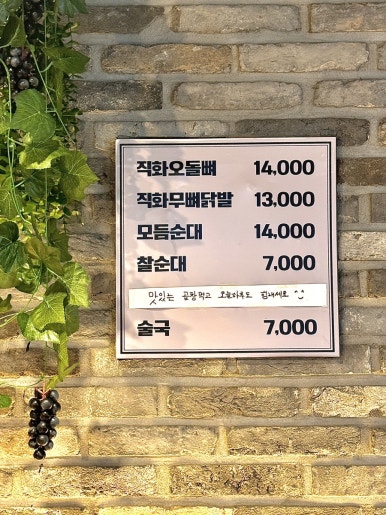 직화오돌뼈 14,000
직화무뼈닭발 13,000
모듬순대 14,000
찰순대 7,000
맛있는 곱창먹고 오늘하루도 힘내세요 ^^
술국 7,000